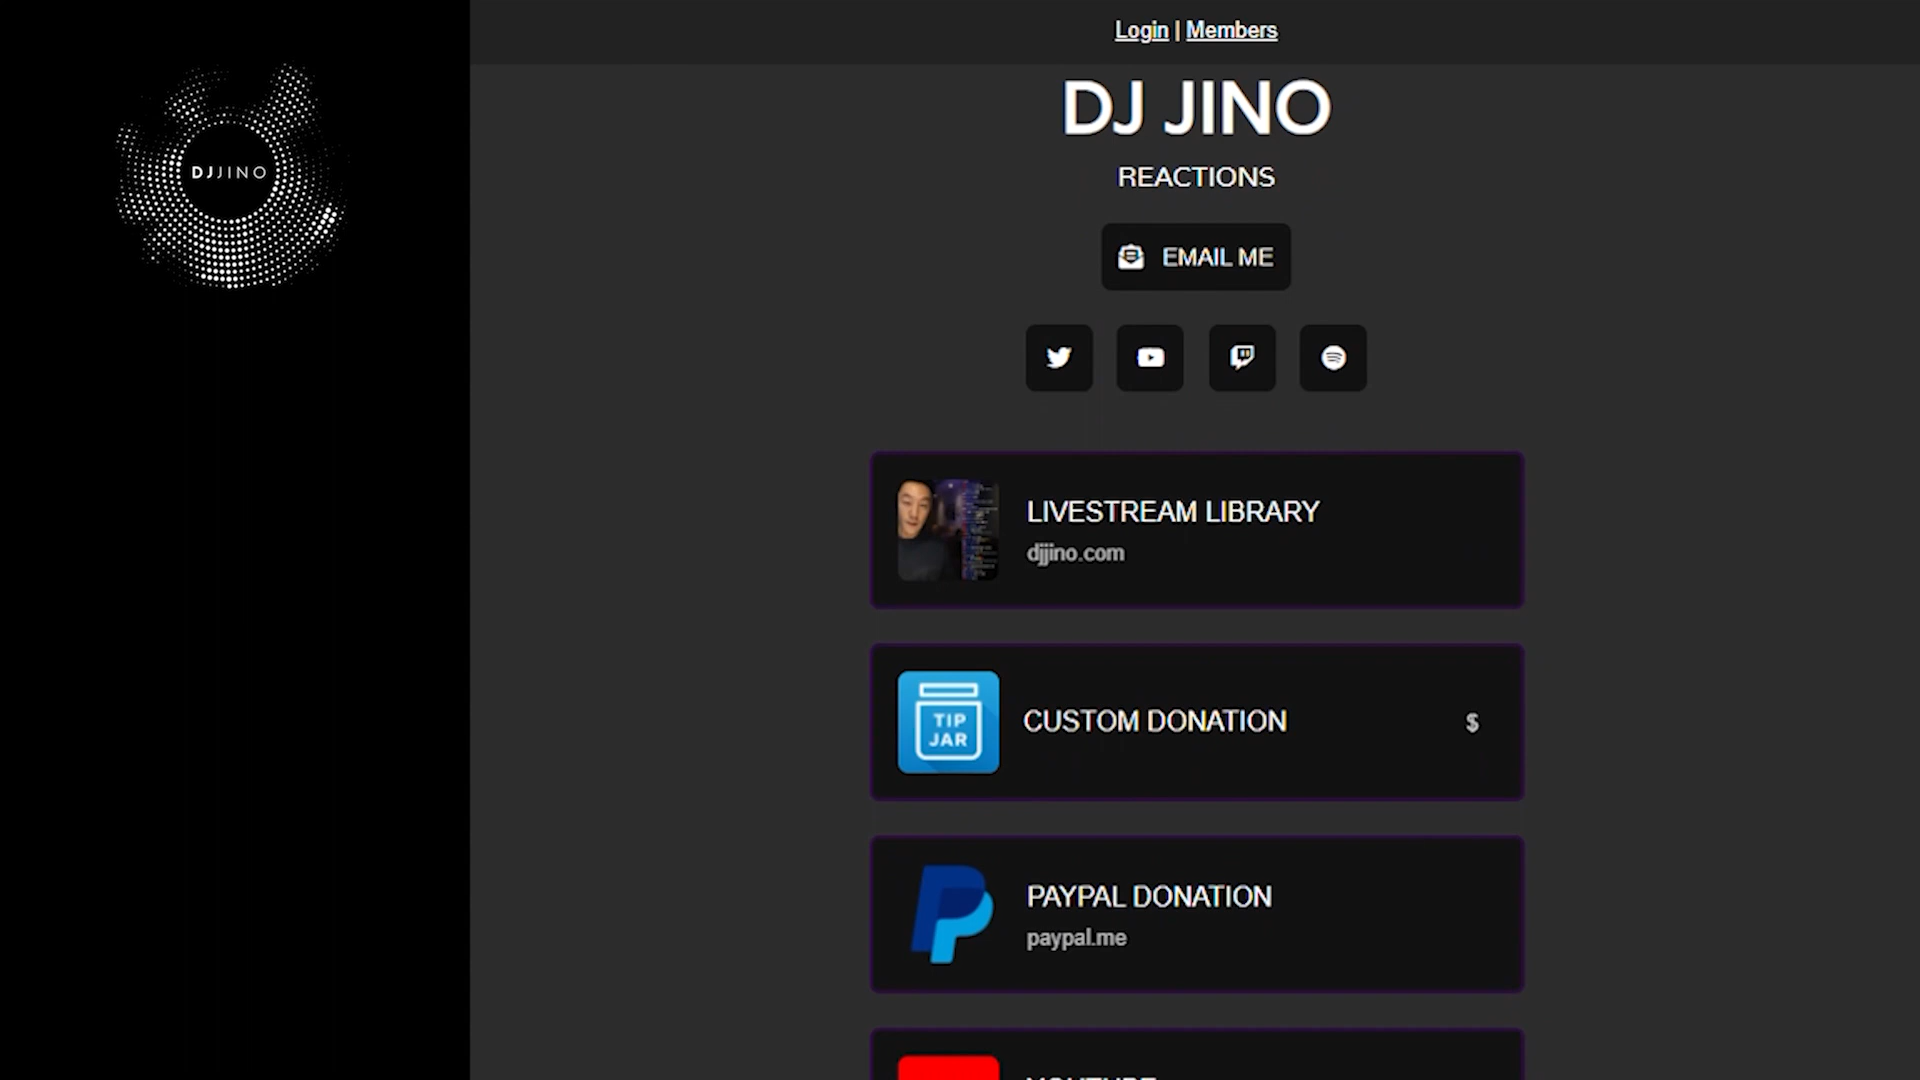 DJJINO
Login | Members
DJ JINO
REACTIONS
EMAIL ME
LIVESTREAM LIBRARY
djjino.com
TIP
JAR
CUSTOM DONATION
$
PAYPAL DONATION
paypal.me